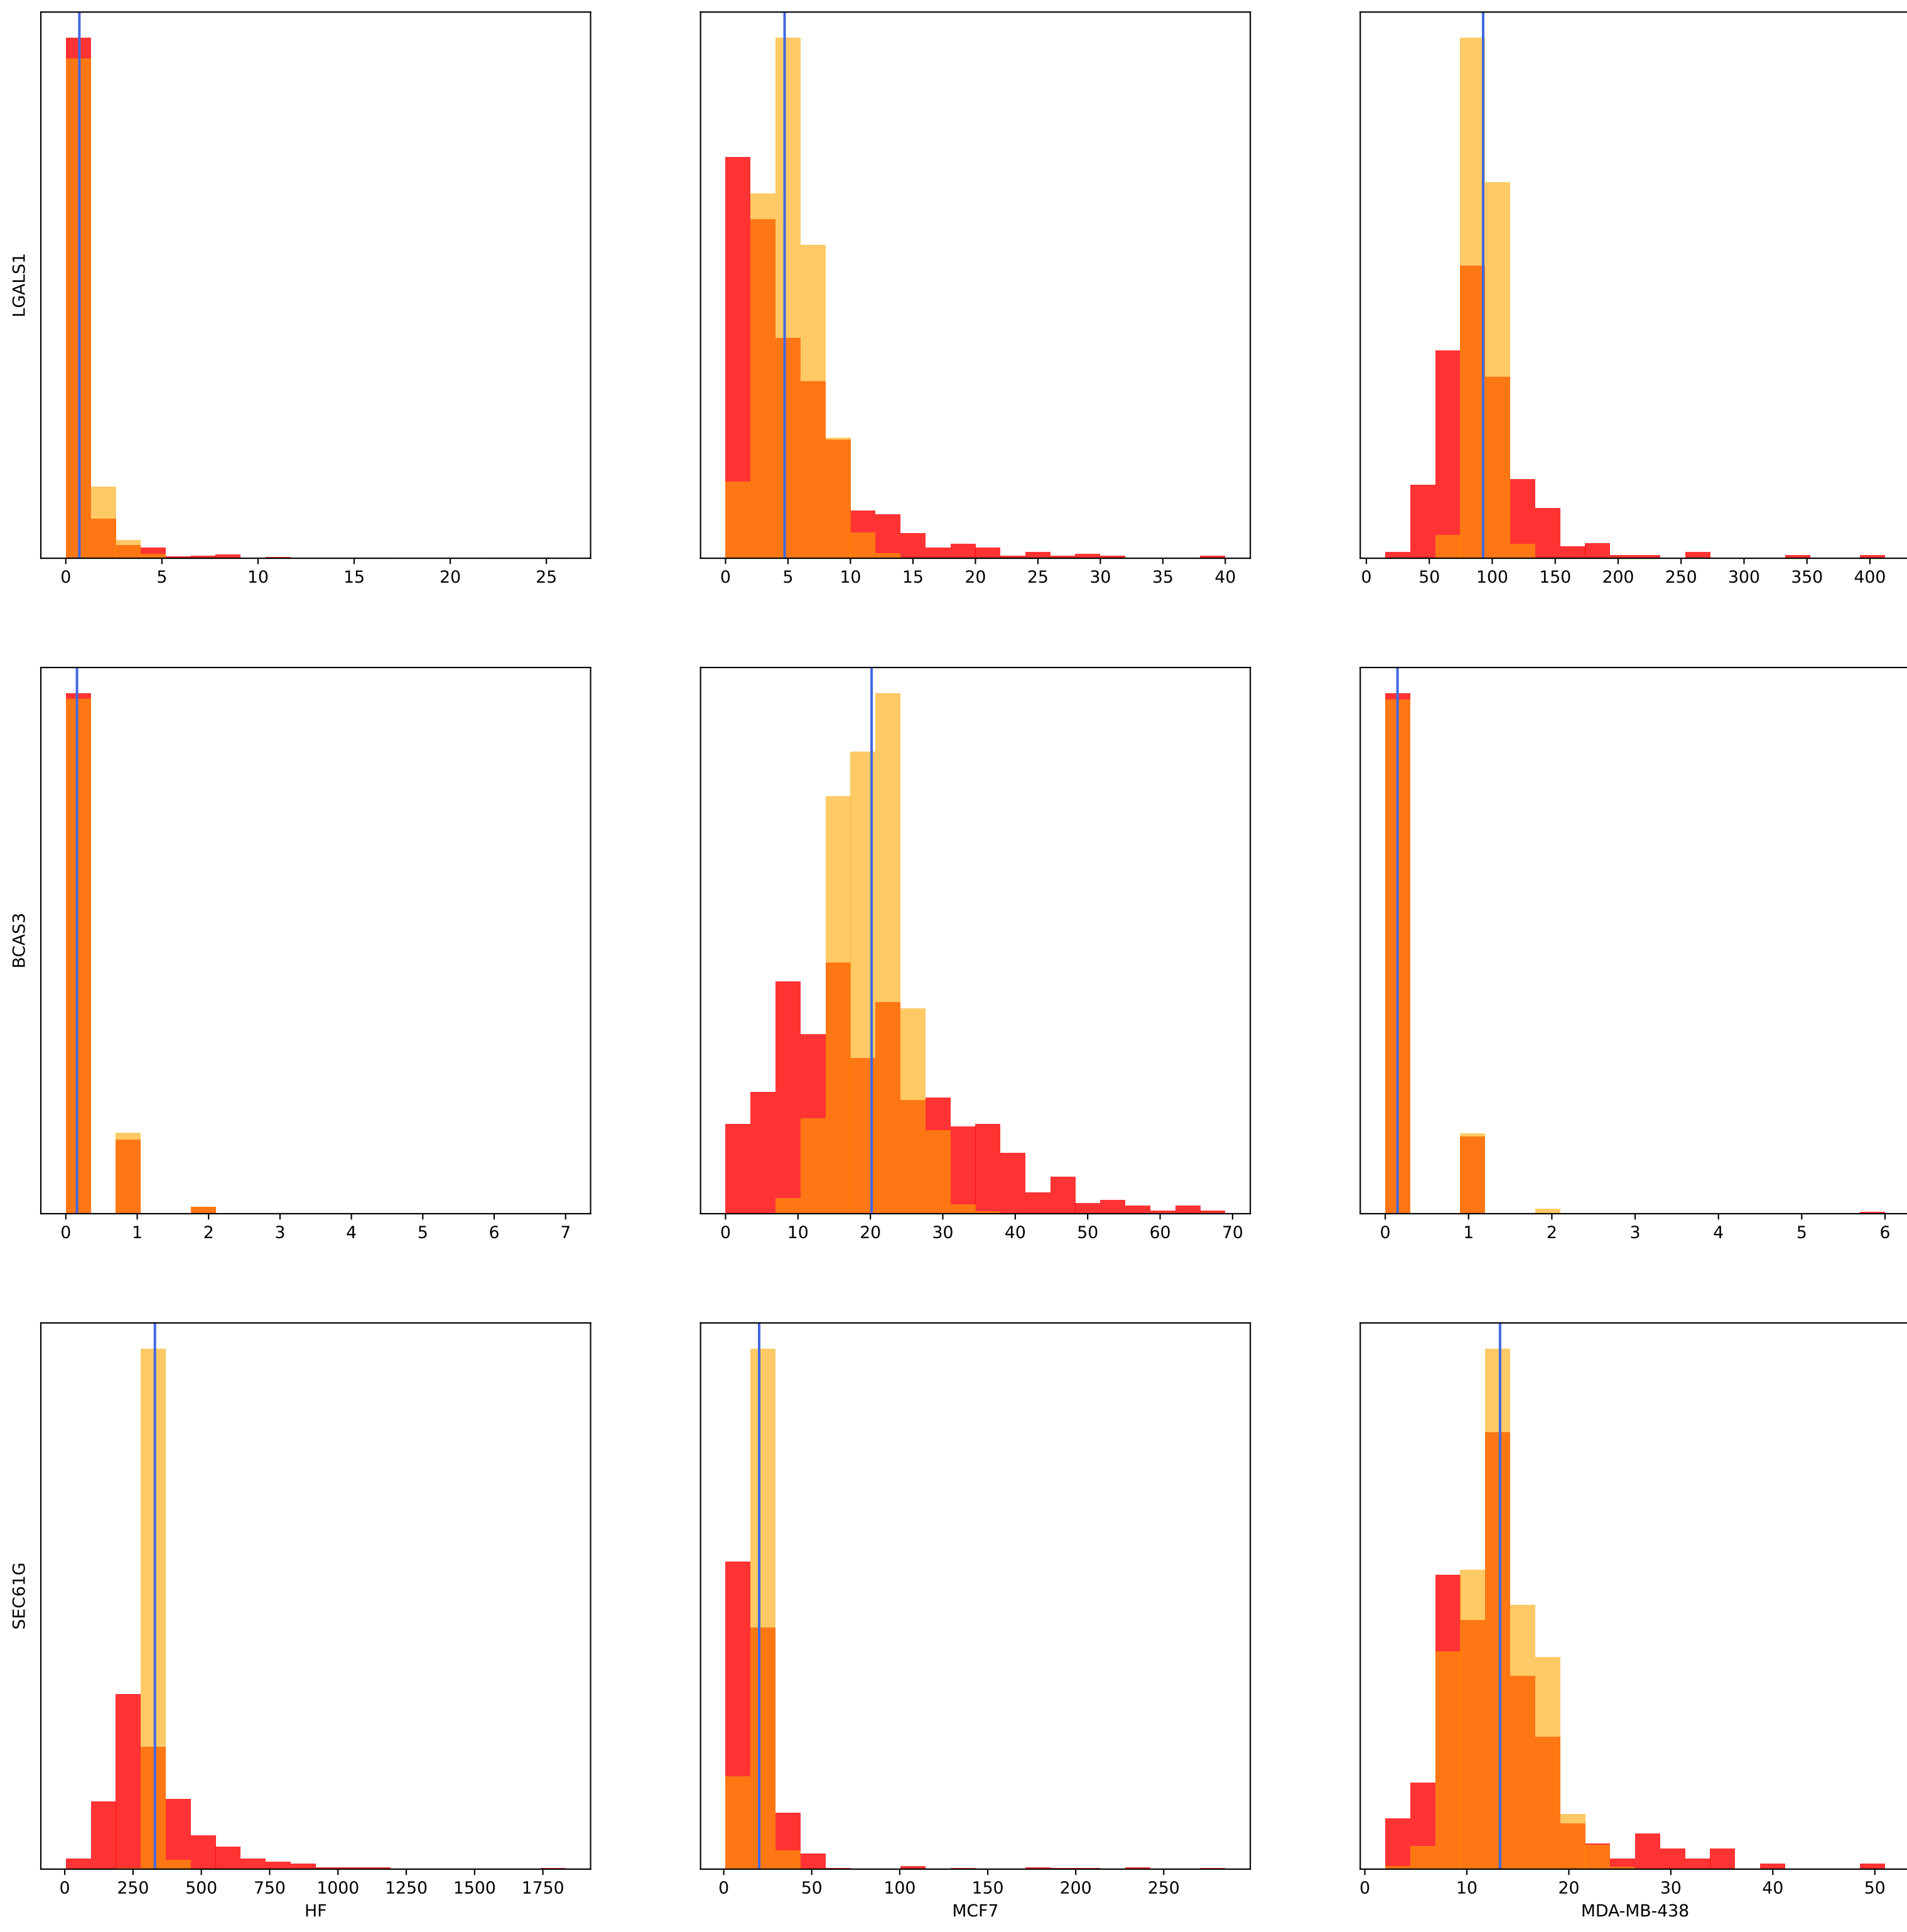 LGALS1
0 5 10 15 20 25
0 5 10 15 20 25 30 35 40
0 50 100 150 200 250 300 350 400
BCAS3
0 1 2 3 4 5 6 7
0 10 20 30 40 50 60 70
0 1 2 3 4 5 6
SEC61G
0 250 500 750 1000 1250 1500 1750
HF
0 50 100 150 200 250
MCF7
0 10 20 30 40 50
MDA-MB-438